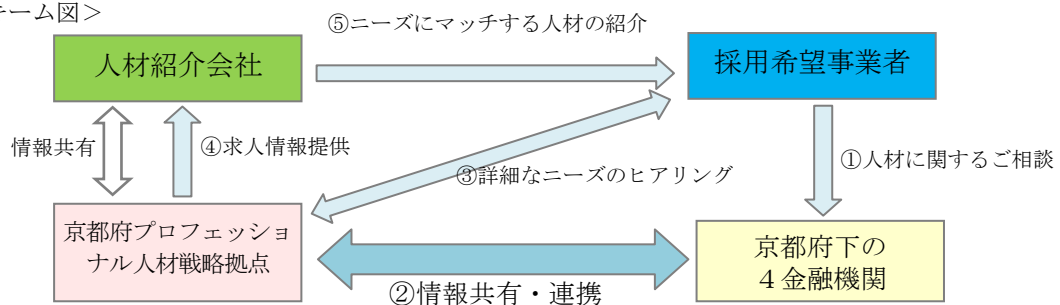 ーム図＞
⑤ニーズにマッチする人材の紹介
人材紹介会社
採用希望事業者
情報共有
④求人情報提供
①人材に関するご相談
③詳細なニーズのヒアリング
京都府プロフェッショ
ナル人材戦略拠点
京都府下の
４金融機関
②情報共有・連携